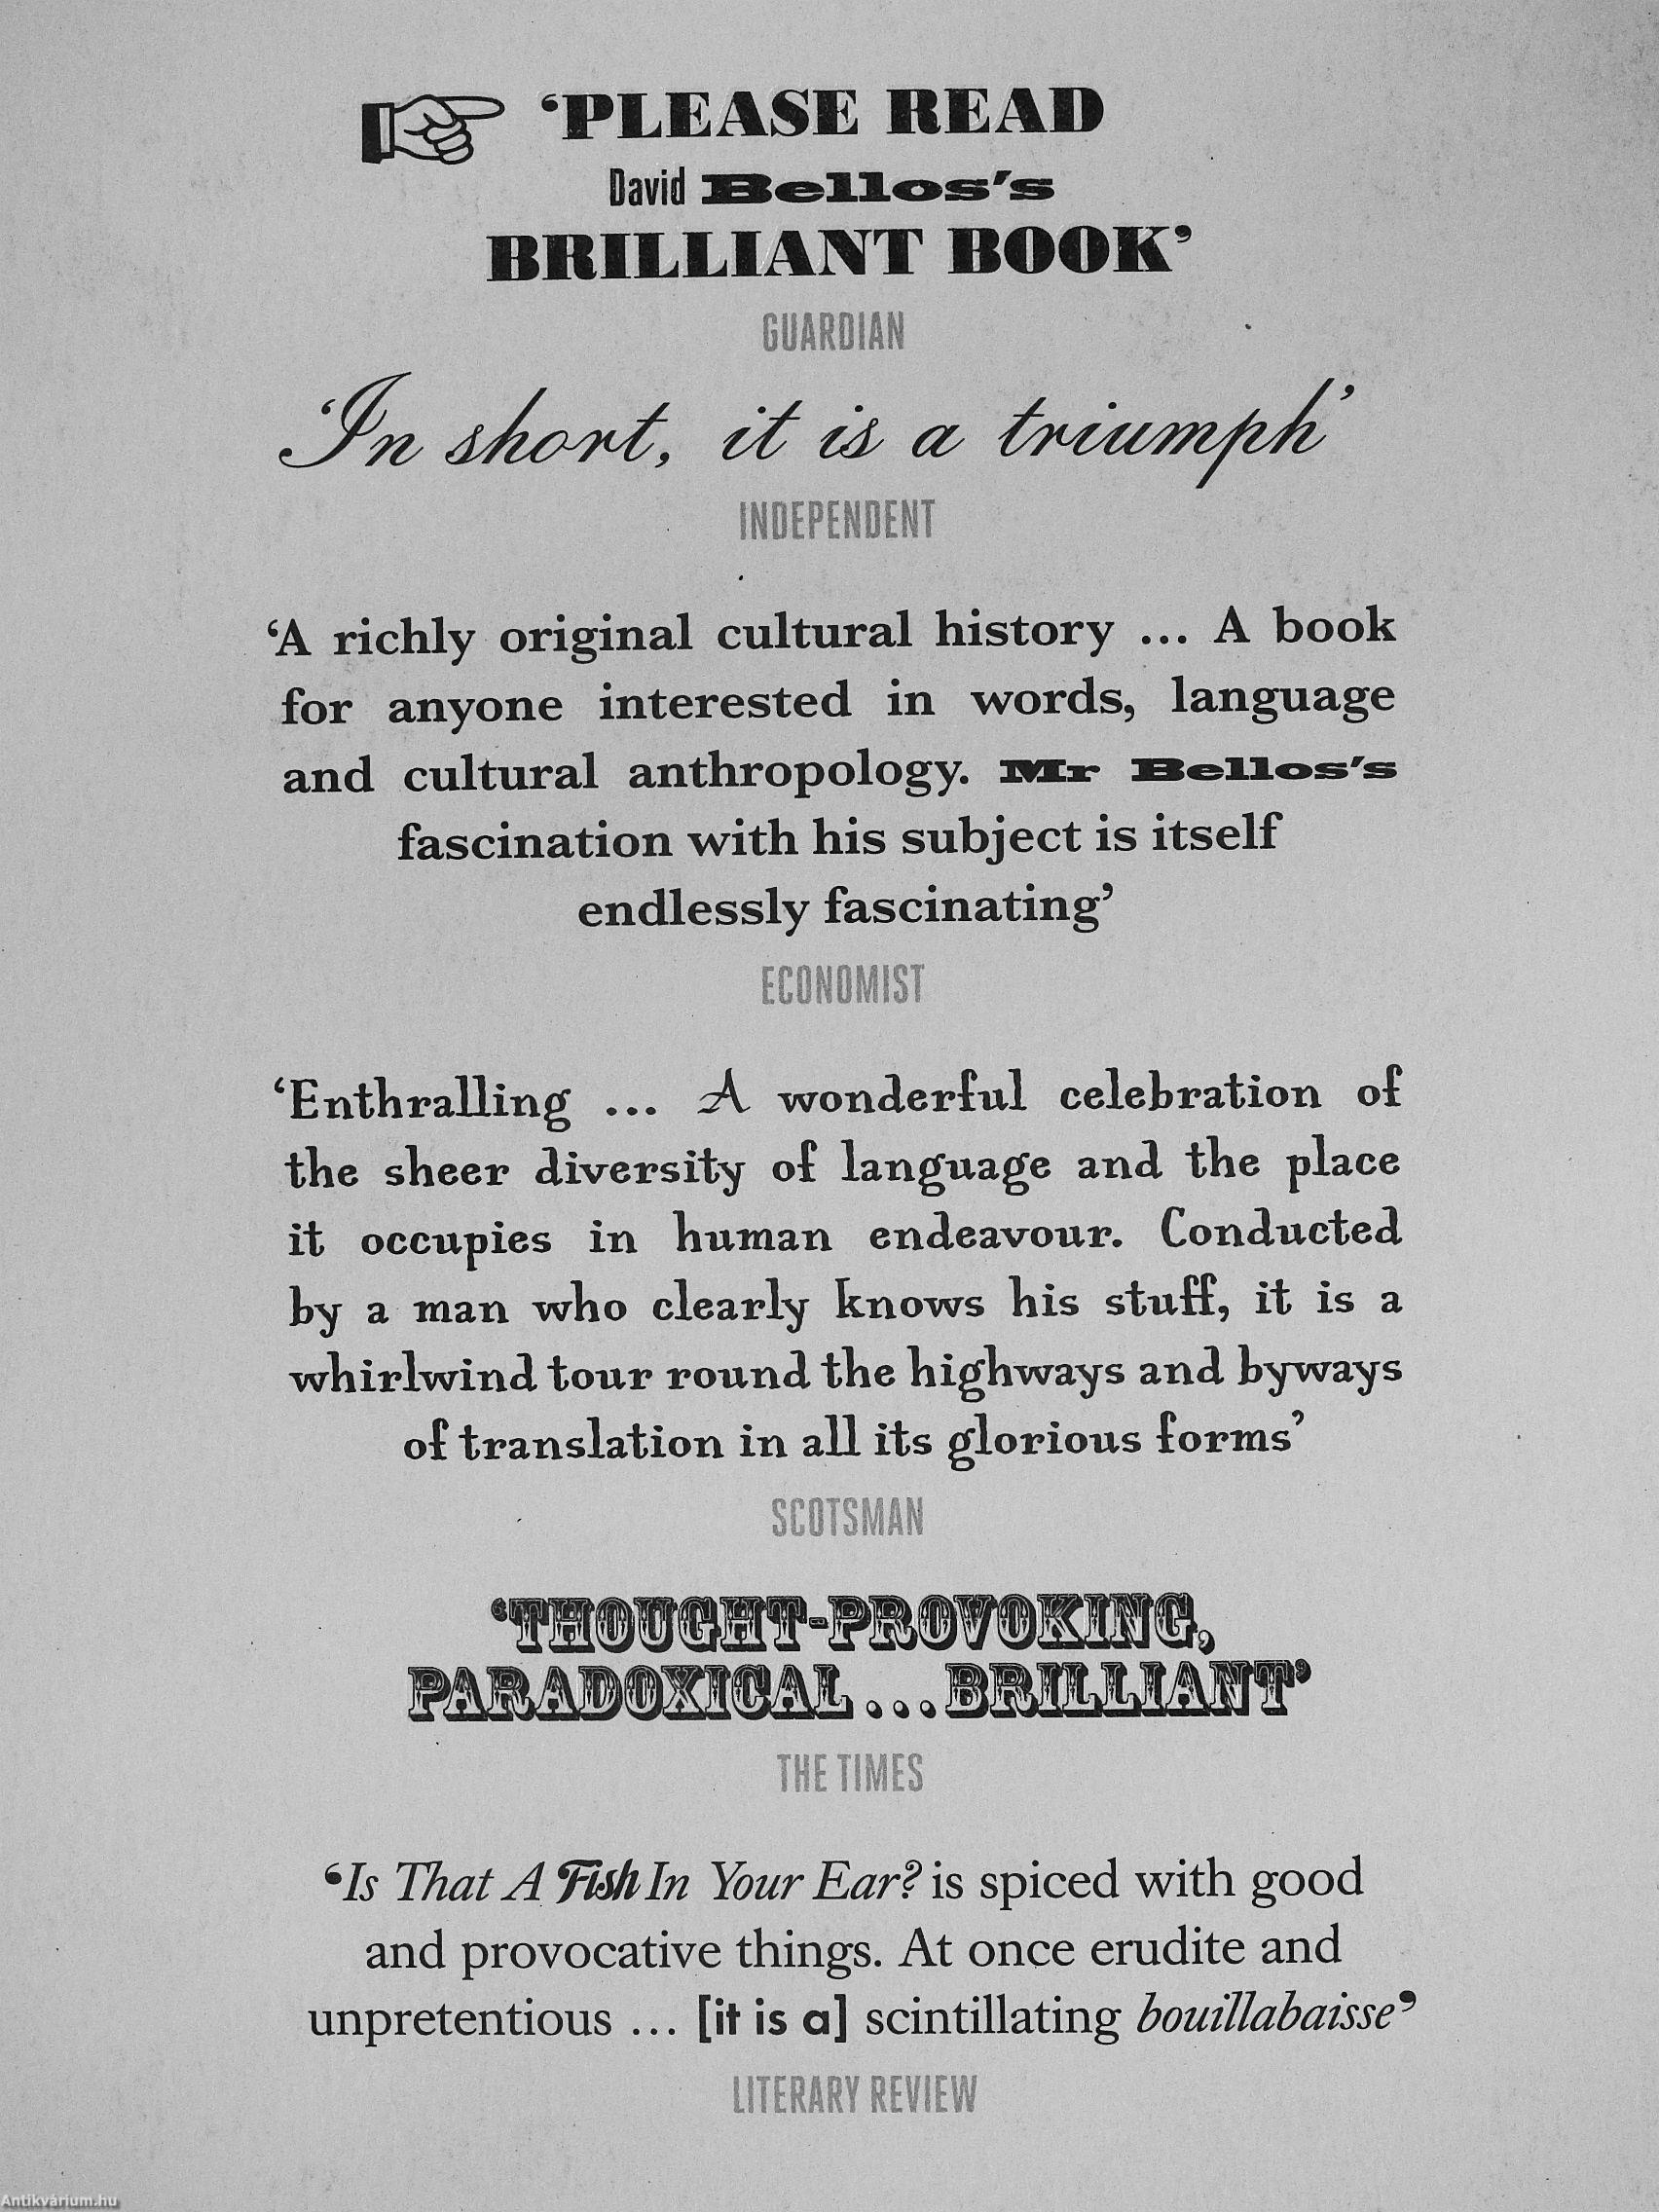 ‘PLEASE READ
David Bellos’s
BRILLIANT BOOK’
GUARDIAN
‘In short, it is a triumph’
INDEPENDENT
‘A richly original cultural history ... A book
for anyone interested in words, language
and cultural anthropology. Mr Bellos’s
fascination with his subject is itself
endlessly fascinating’
ECONOMIST
‘Enthralling ... A wonderful celebration of
the sheer diversity of language and the place
it occupies in human endeavour. Conducted
by a man who clearly knows his stuff, it is a
whirlwind tour round the highways and byways
of translation in all its glorious forms’
SCOTSMAN
‘THOUGHT-PROVOKING,
PARADOXICAL ... BRILLIANT’
THE TIMES
‘Is That A Fish In Your Ear? is spiced with good
and provocative things. At once erudite and
unpretentious ... [it is a] scintillating bouillabaisse’
LITERARY REVIEW
Antikvárium.hu